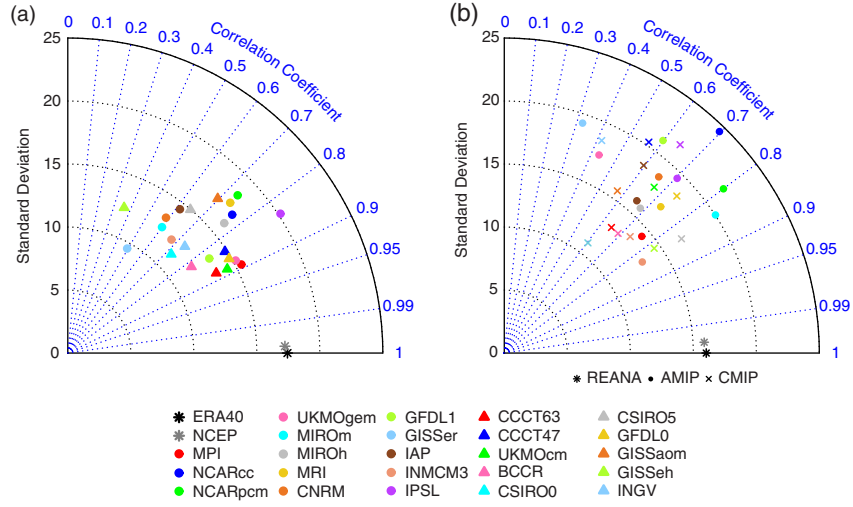 (a)
0 0.1 0.2 0.3 0.4 0.5 0.6 0.7 0.8 0.9 0.95 0.99 1
Correlation Coefficient
Standard Deviation
25
20
15
10
5
0
(b)
0 0.1 0.2 0.3 0.4 0.5 0.6 0.7 0.8 0.9 0.95 0.99 1
Correlation Coefficient
Standard Deviation
25
20
15
10
5
0
REANA AMIP CMIP
ERA40 UKMOgem GFDL1 CCCT63 CSIRO5
NCEP MIROm GISSer CCCT47 GFDL0
MPI MIROh IAP UKMOcm GISSaom
NCARcc MRI INMCM3 BCCR GISSeh
NCARpcm CNRM IPSL CSIRO0 INGV